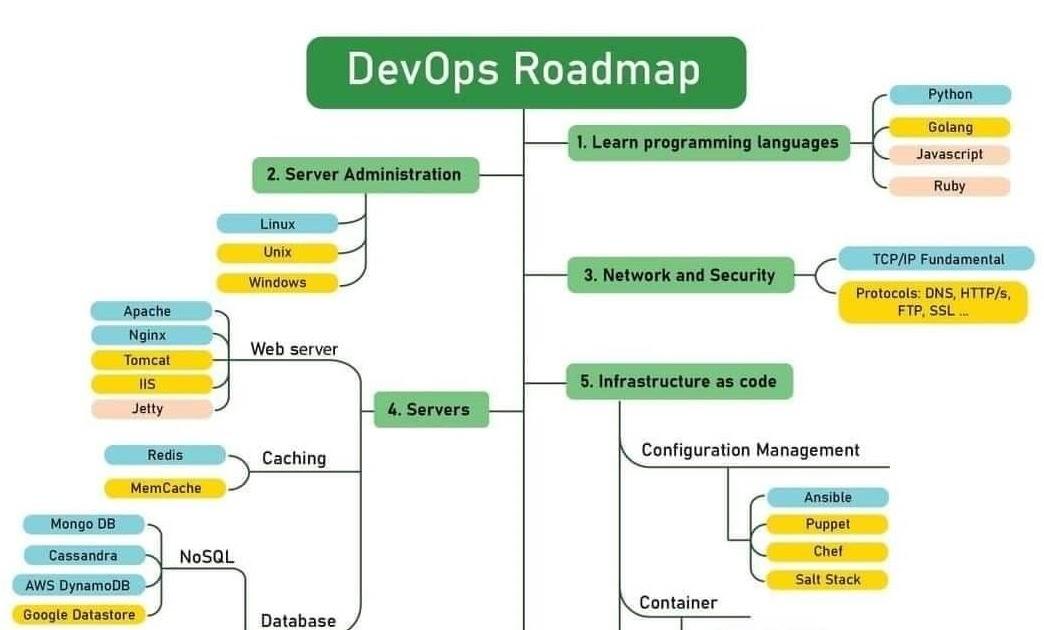 DevOps Roadmap
1. Learn programming languages
Python
Golang
Javascript
Ruby
2. Server Administration
Linux
Unix
Windows
3. Network and Security
TCP/IP Fundamental
Protocols: DNS, HTTP/s,
FTP, SSL ...
4. Servers
Web server
Apache
Nginx
Tomcat
IIS
Jetty
Caching
Redis
MemCache
NoSQL
Mongo DB
Cassandra
AWS DynamoDB
Google Datastore
Database
5. Infrastructure as code
Configuration Management
Ansible
Puppet
Chef
Salt Stack
Container